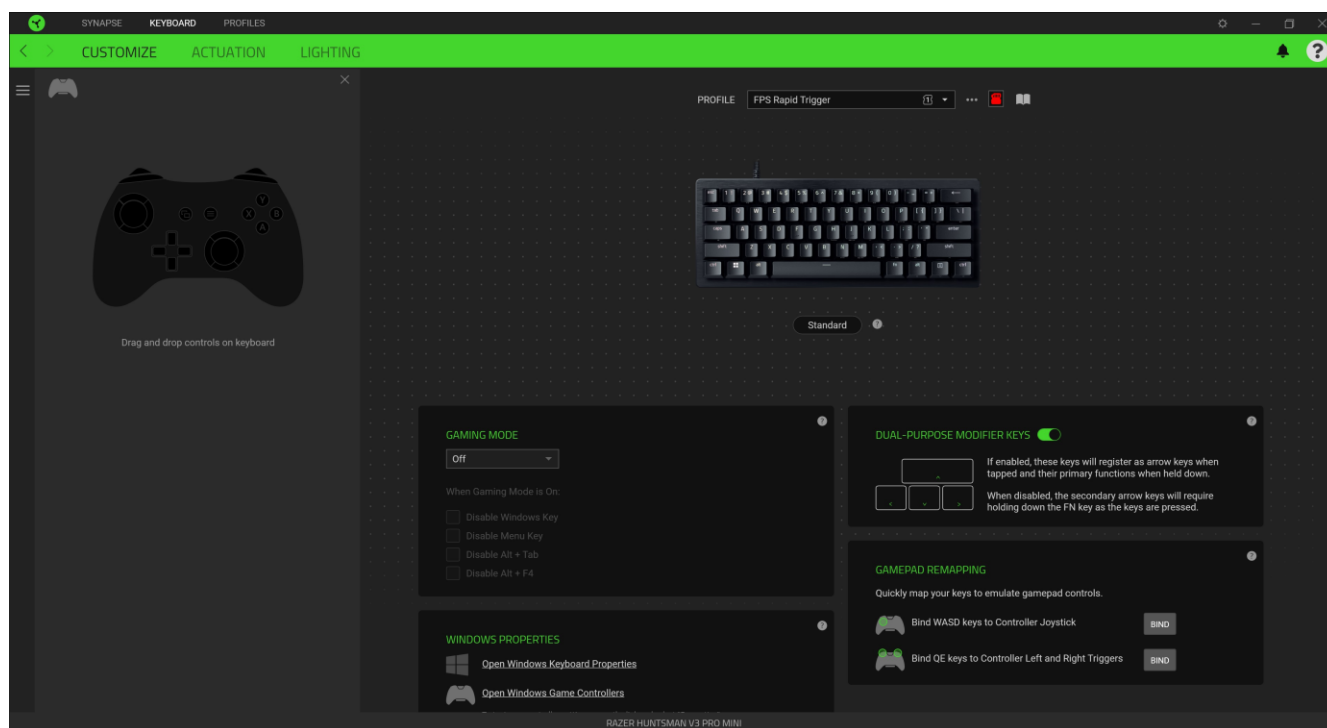 SYNAPSE KEYBOARD PROFILES
CUSTOMIZE ACTUATION LIGHTING
PROFILE FPS Rapid Trigger 1
Y
X B
A
Drag and drop controls on keyboard
Standard
GAMING MODE
Off
When Gaming Mode is On:
Disable Windows Key
Disable Menu Key
Disable Alt + Tab
Disable Alt + F4
WINDOWS PROPERTIES
Open Windows Keyboard Properties
Open Windows Game Controllers
DUAL-PURPOSE MODIFIER KEYS
If enabled, these keys will register as arrow keys when
tapped and their primary functions when held down.
When disabled, the secondary arrow keys will require
holding down the FN key as the keys are pressed.
GAMEPAD REMAPPING
Quickly map your keys to emulate gamepad controls.
Bind WASD keys to Controller Joystick BIND
Bind QE keys to Controller Left and Right Triggers BIND
RAZER HUNTSMAN V3 PRO MINI